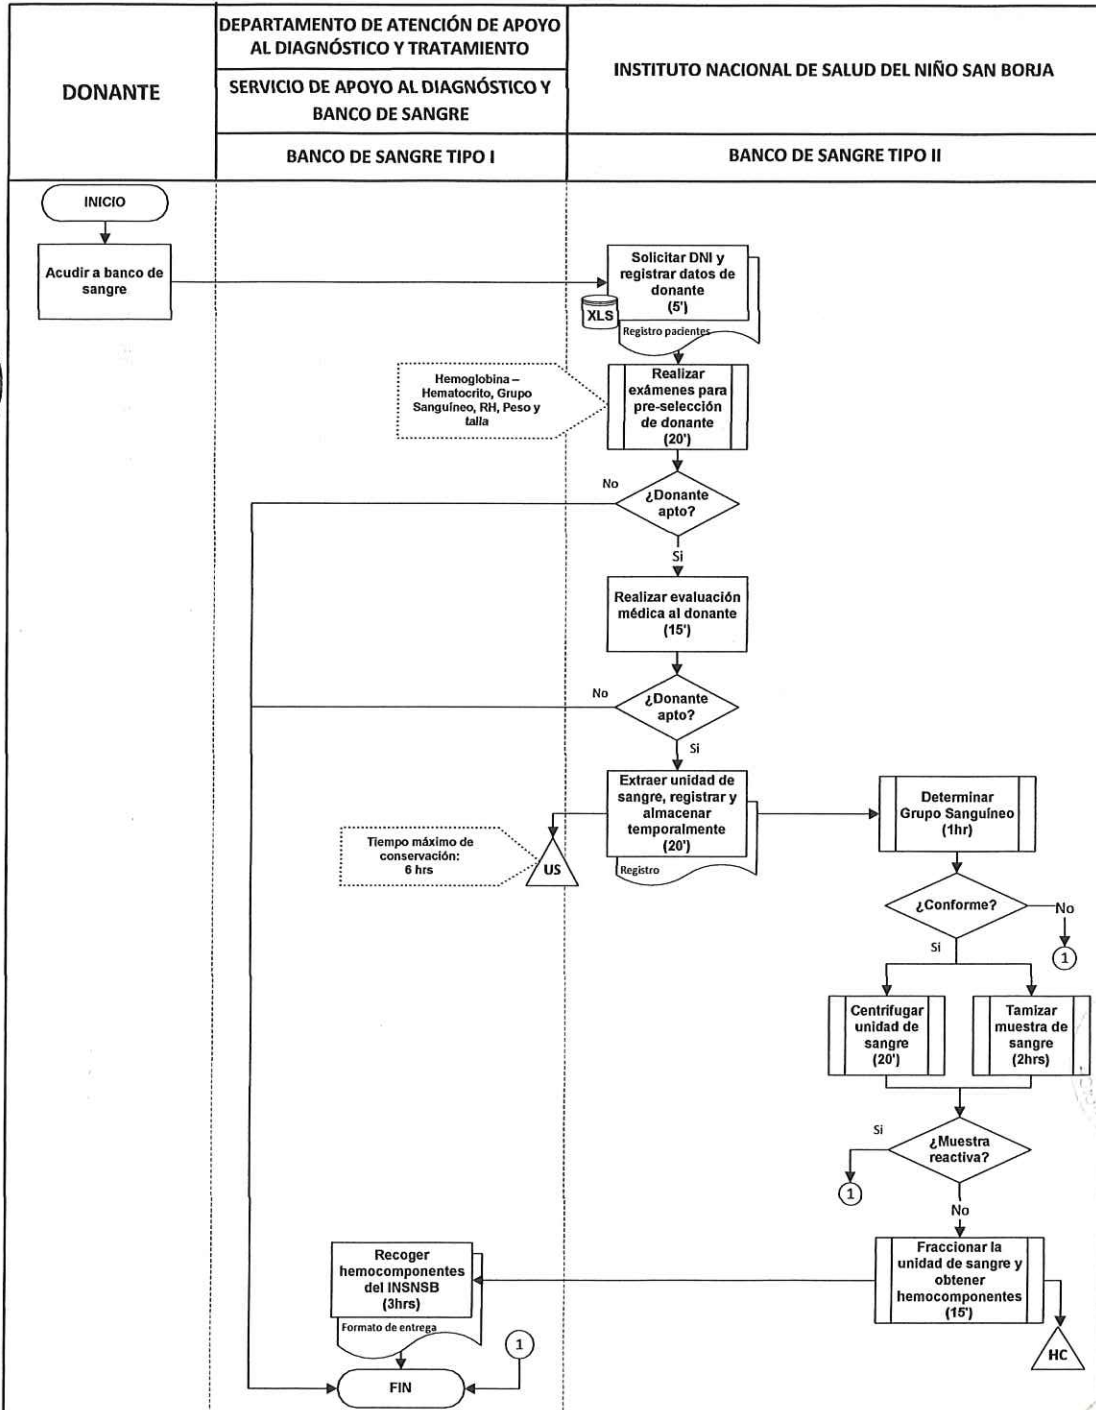 DONANTE
DEPARTAMENTO DE ATENCIÓN DE APOYO
AL DIAGNÓSTICO Y TRATAMIENTO
SERVICIO DE APOYO AL DIAGNÓSTICO Y
BANCO DE SANGRE
BANCO DE SANGRE TIPO I
INSTITUTO NACIONAL DE SALUD DEL NIÑO SAN BORJA
BANCO DE SANGRE TIPO II
INICIO
Acudir a banco de
sangre
Solicitar DNI y
registrar datos de
donante
(5')
XLS
Registro pacientes
Hemoglobina –
Hematocrito, Grupo
Sanguíneo, RH, Peso y
talla
Realizar
exámenes para
pre-selección
de donante
(20')
No
¿Donante
apto?
Si
Realizar evaluación
médica al donante
(15')
No
¿Donante
apto?
Si
Extraer unidad de
sangre, registrar y
almacenar
temporalmente
(20')
Registro
Tiempo máximo de
conservación:
6 hrs
US
Determinar
Grupo Sanguíneo
(1hr)
¿Conforme?
No
1
Si
Centrifugar
unidad de
sangre
(20')
Tamizar
muestra de
sangre
(2hrs)
Si
¿Muestra
reactiva?
1
No
Fraccionar la
unidad de sangre y
obtener
hemocomponentes
(15')
HC
Recoger
hemocomponentes
del INSNSB
(3hrs)
Formato de entrega
1
FIN